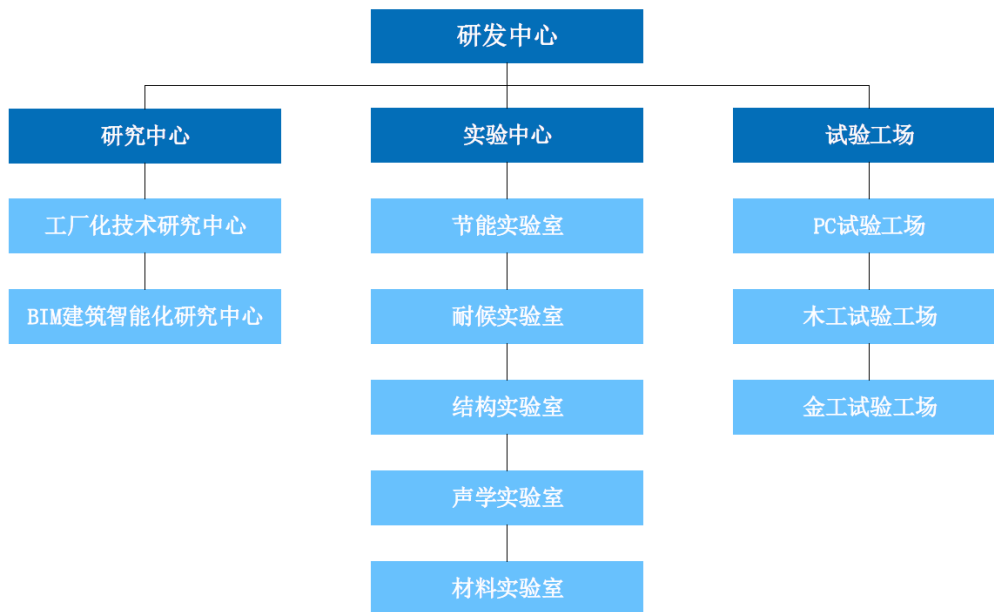 研发中心
研究中心
实验中心
试验工场
工厂化技术研究中心
节能实验室
PC试验工场
BIM建筑智能化研究中心
耐候实验室
木工试验工场
结构实验室
金工试验工场
声学实验室
材料实验室